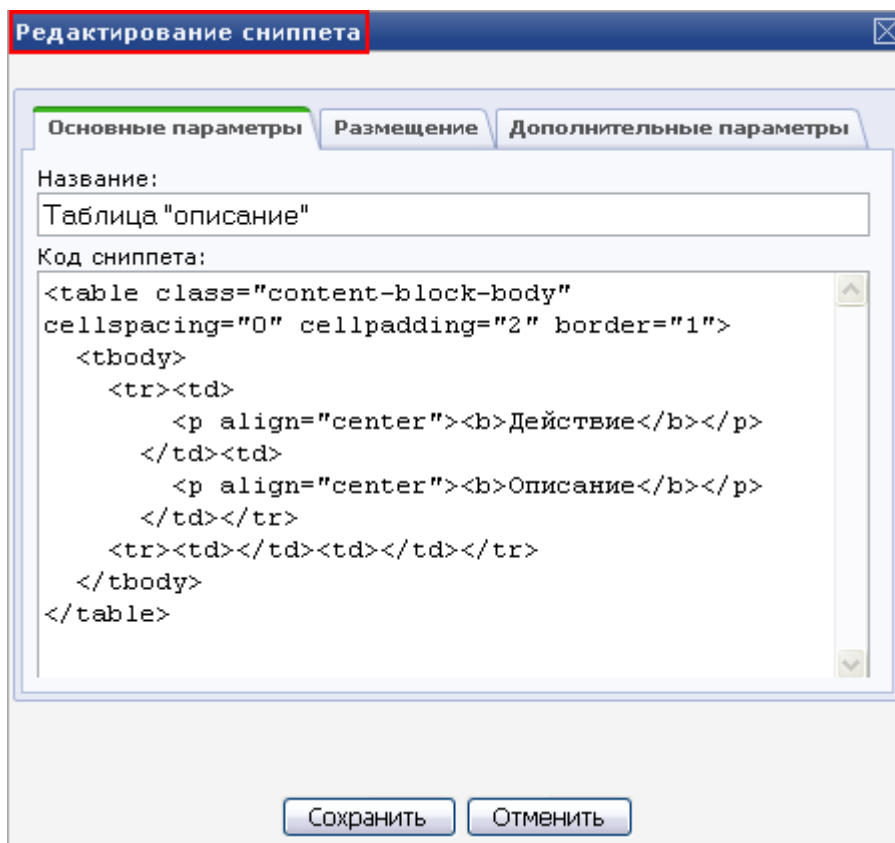 Редактирование сниппета
Основные параметры Размещение Дополнительные параметры
Название:
Таблица "описание"
Код сниппета:
<table class="content-block-body"
cellspacing="0" cellpadding="2" border="1">
  <tbody>
    <tr><td>
        <p align="center"><b>Действие</b></p>
      </td><td>
        <p align="center"><b>Описание</b></p>
      </td></tr>
    <tr><td></td><td></td></tr>
  </tbody>
</table>
Сохранить Отменить